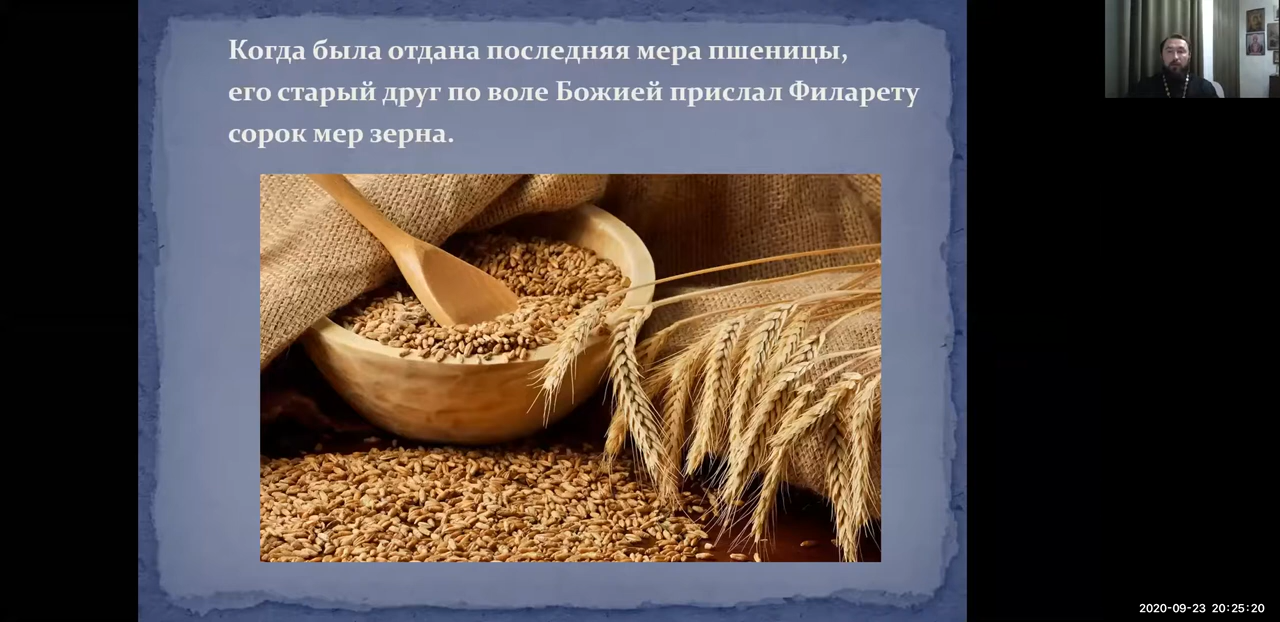 Когда была отдана последняя мера пшеницы,
его старый друг по воле Божией прислал Филарету
сорок мер зерна.
2020-09-23 20:25:20